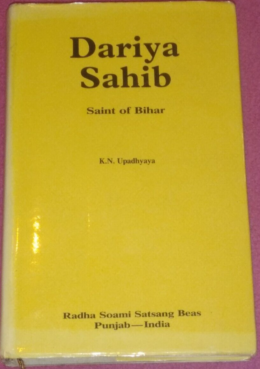 Dariya
Sahib
Saint of Bihar
K.N. Upadhyaya
Radha Soami Satsang Beas
Punjab—India